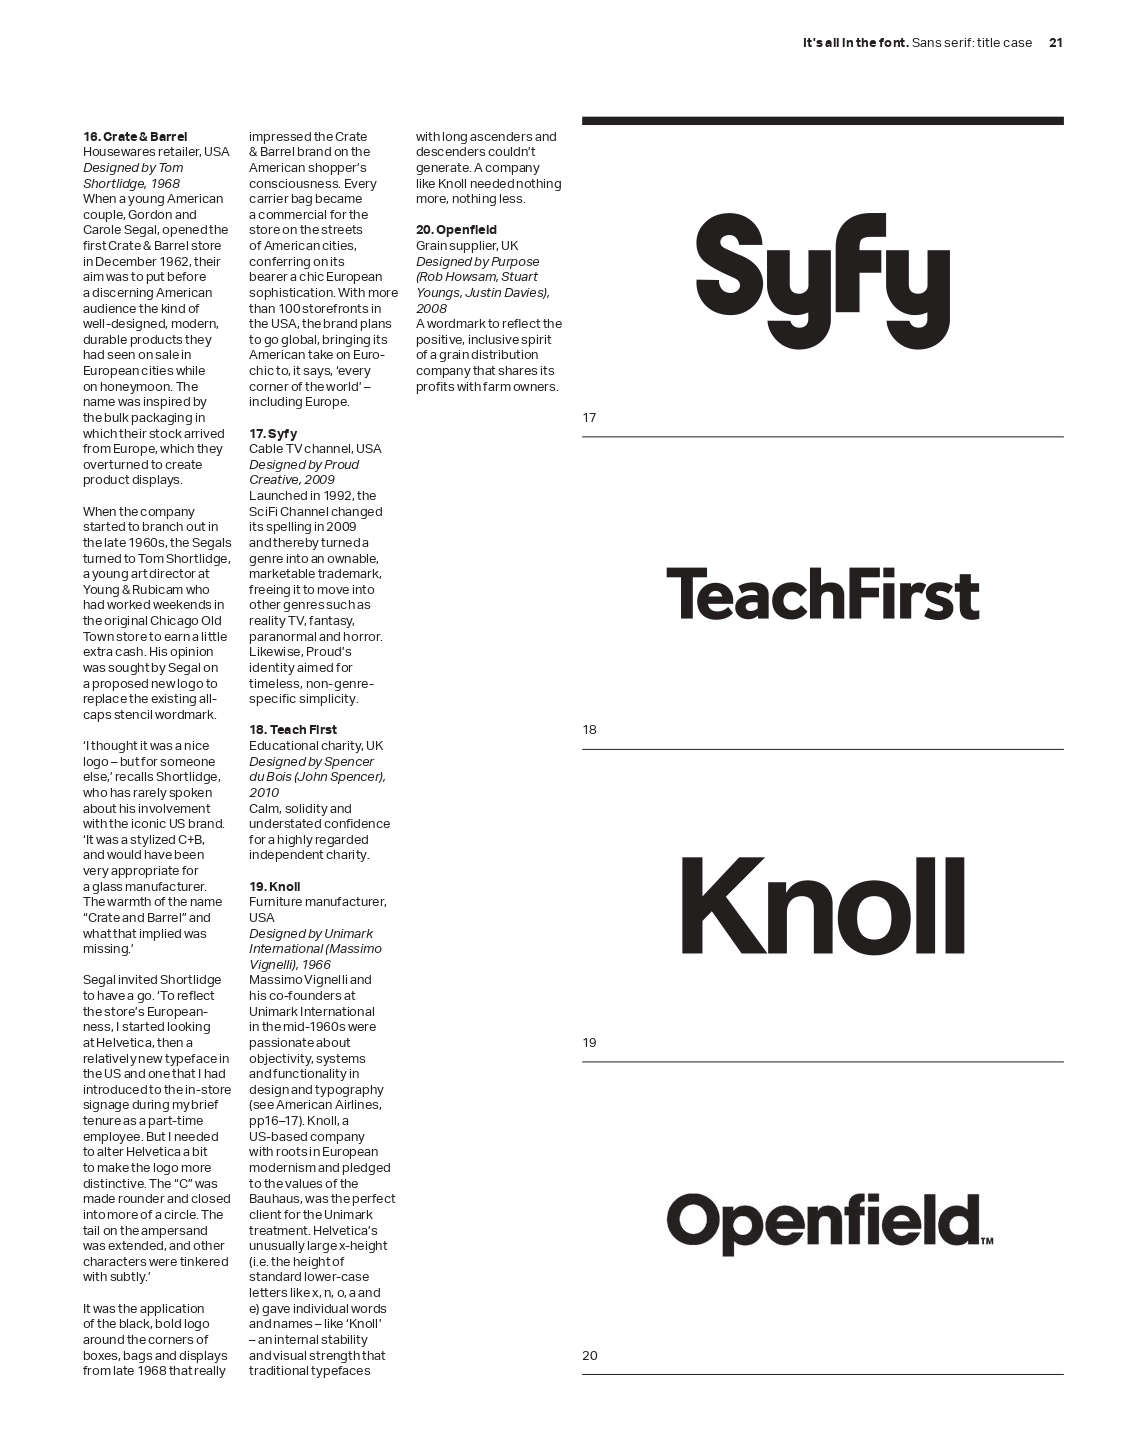 It's all in the font. Sans serif: title case 21
16. Crate & Barrel
Housewares retailer, USA
Designed by Tom
Shortlidge, 1968
When a young American
couple, Gordon and
Carole Segal, opened the
first Crate & Barrel store
in December 1962, their
aim was to put before
a discerning American
audience the kind of
well-designed, modern,
durable products they
had seen on sale in
European cities while
on honeymoon. The
name was inspired by
the bulk packaging in
which their stock arrived
from Europe, which they
overturned to create
product displays.
When the company
started to branch out in
the late 1960s, the Segals
turned to Tom Shortlidge,
a young art director at
Young & Rubicam who
had worked weekends in
the original Chicago Old
Town store to earn a little
extra cash. His opinion
was sought by Segal on
a proposed new logo to
replace the existing all-
caps stencil wordmark.
‘I thought it was a nice
logo – but for someone
else,’ recalls Shortlidge,
who has rarely spoken
about his involvement
with the iconic US brand.
‘It was a stylized C+B,
and would have been
very appropriate for
a glass manufacturer.
The warmth of the name
“Crate and Barrel” and
what that implied was
missing.’
Segal invited Shortlidge
to have a go. ‘To reflect
the store’s European-
ness, I started looking
at Helvetica, then a
relatively new typeface in
the US and one that I had
introduced to the in-store
signage during my brief
tenure as a part-time
employee. But I needed
to alter Helvetica a bit
to make the logo more
distinctive. The “C” was
made rounder and closed
into more of a circle. The
tail on the ampersand
was extended, and other
characters were tinkered
with subtly.’
It was the application
of the black, bold logo
around the corners of
boxes, bags and displays
from late 1968 that really
impressed the Crate
& Barrel brand on the
American shopper’s
consciousness. Every
carrier bag became
a commercial for the
store on the streets
of American cities,
conferring on its
bearer a chic European
sophistication. With more
than 100 storefronts in
the USA, the brand plans
to go global, bringing its
American take on Euro-
chic to, it says, ‘every
corner of the world’ –
including Europe.
17. Syfy
Cable TV channel, USA
Designed by Proud
Creative, 2009
Launched in 1992, the
SciFi Channel changed
its spelling in 2009
and thereby turned a
genre into an ownable,
marketable trademark,
freeing it to move into
other genres such as
reality TV, fantasy,
paranormal and horror.
Likewise, Proud’s
identity aimed for
timeless, non-genre-
specific simplicity.
18. Teach First
Educational charity, UK
Designed by Spencer
du Bois (John Spencer),
2010
Calm, solidity and
understated confidence
for a highly regarded
independent charity.
19. Knoll
Furniture manufacturer,
USA
Designed by Unimark
International (Massimo
Vignelli), 1966
Massimo Vignelli and
his co-founders at
Unimark International
in the mid-1960s were
passionate about
objectivity, systems
and functionality in
design and typography
(see American Airlines,
pp16–17). Knoll, a
US-based company
with roots in European
modernism and pledged
to the values of the
Bauhaus, was the perfect
client for the Unimark
treatment. Helvetica’s
unusually large x-height
(i.e. the height of
standard lower-case
letters like x, n, o, a and
e) gave individual words
and names – like ‘Knoll’
– an internal stability
and visual strength that
traditional typefaces
with long ascenders and
descenders couldn’t
generate. A company
like Knoll needed nothing
more, nothing less.
20. Openfield
Grain supplier, UK
Designed by Purpose
(Rob Howsam, Stuart
Youngs, Justin Davies),
2008
A wordmark to reflect the
positive, inclusive spirit
of a grain distribution
company that shares its
profits with farm owners.
Syfy
17
TeachFirst
18
Knoll
19
Openfield™
20